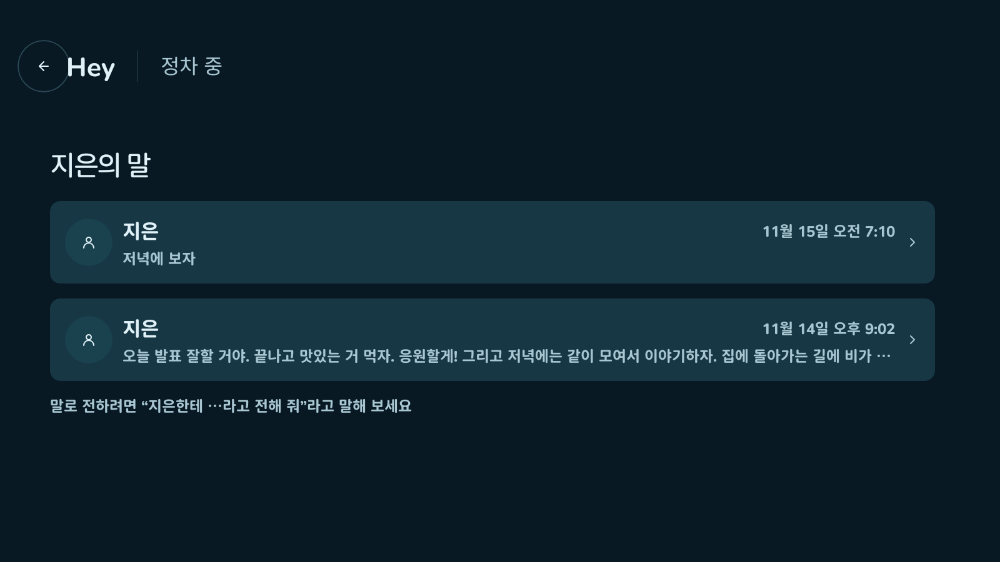 Hey
정차 중
지은의 말
지은
11월 15일 오전 7:10
저녁에 보자
지은
11월 14일 오후 9:02
오늘 발표 잘할 거야. 끝나고 맛있는 거 먹자. 응원할게! 그리고 저녁에는 같이 모여서 이야기하자. 집에 돌아가는 길에 비가 …
말로 전하려면 “지은한테 …라고 전해 줘”라고 말해 보세요